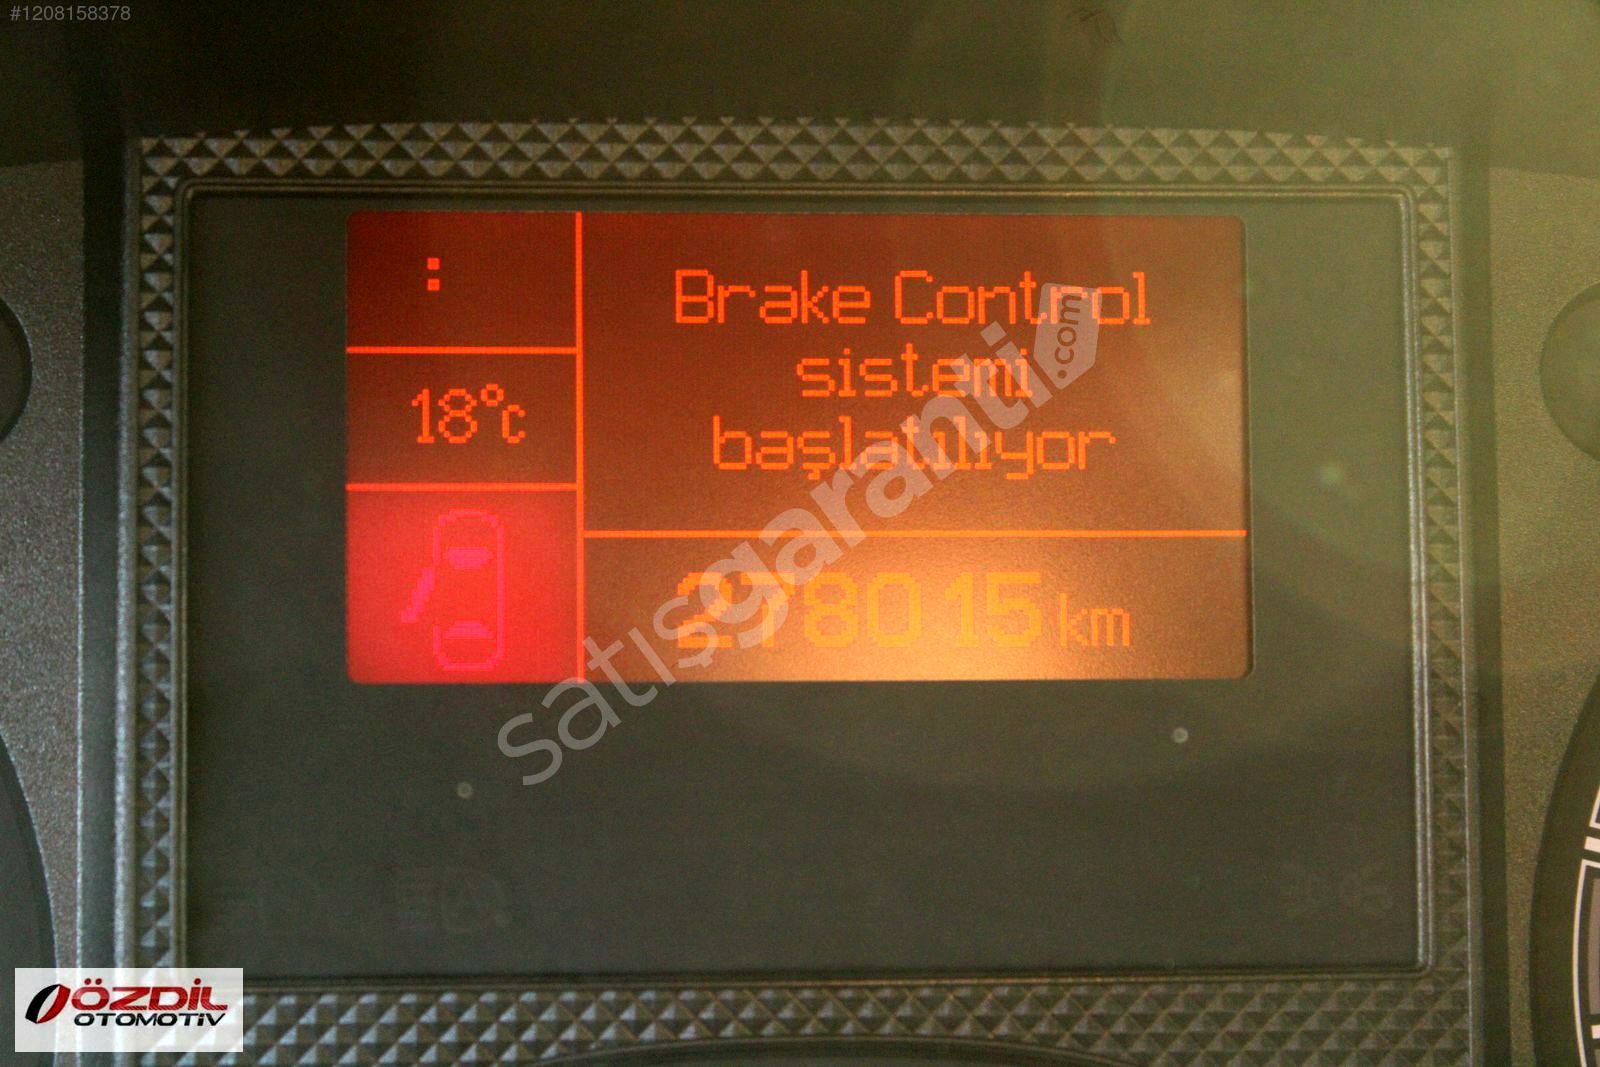 #1208158378
:
18°C
Brake Control
sistemi
başlatılıyor
278015 km
satışgaranti.com
ÖZDİL
OTOMOTİV